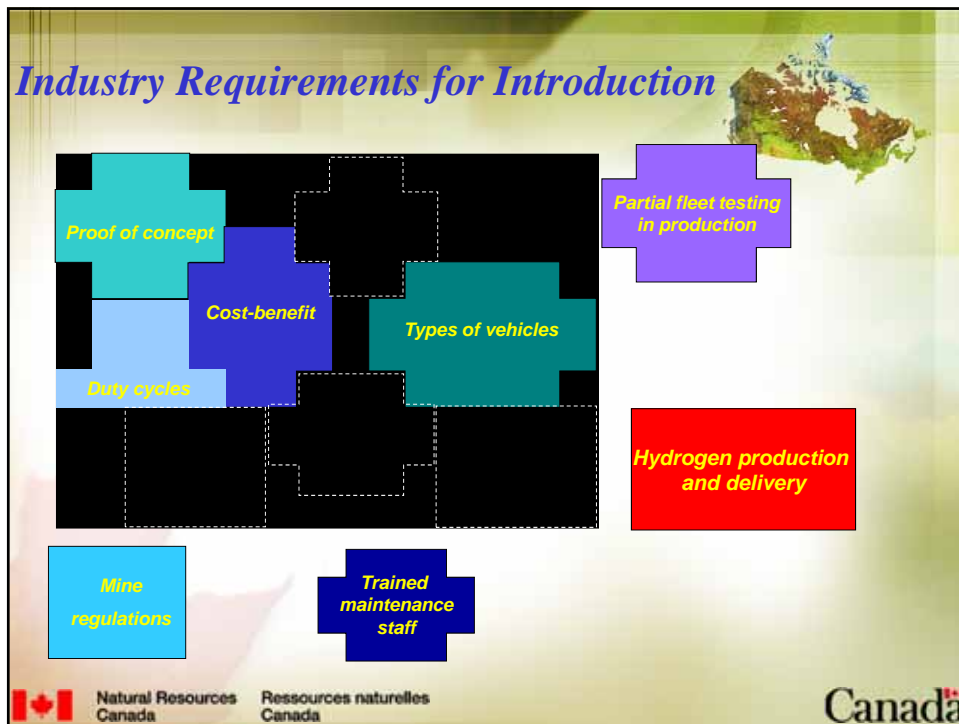 Industry Requirements for Introduction
Proof of concept
Partial fleet testing
in production
Cost-benefit
Types of vehicles
Duty cycles
Hydrogen production
and delivery
Mine
regulations
Trained
maintenance
staff
Natural Resources
Canada
Ressources naturelles
Canada
Canada